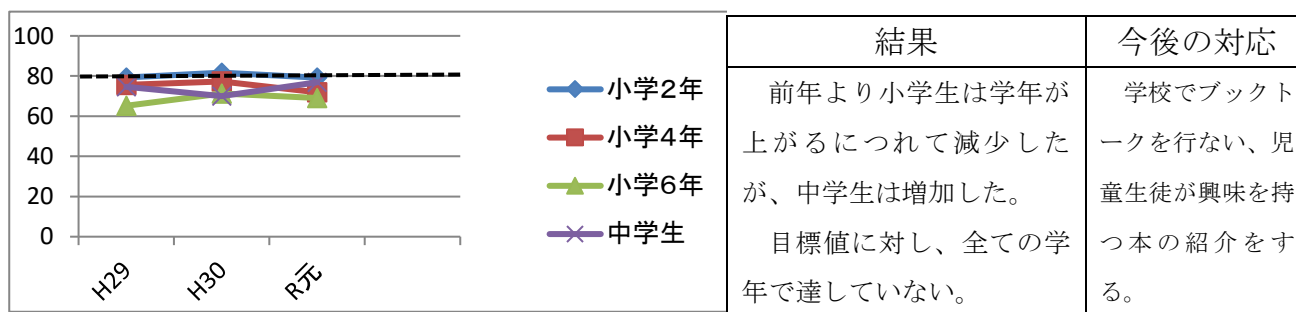 100
80
60
40
20
0
H29
H30
R元
小学2年
小学4年
小学6年
中学生
結果
前年より小学生は学年が
上がるにつれて減少した
が、中学生は増加した。
目標値に対し、全ての学
年で達していない。
今後の対応
学校でブックト
ークを行ない、児
童生徒が興味を持
つ本の紹介をす
る。